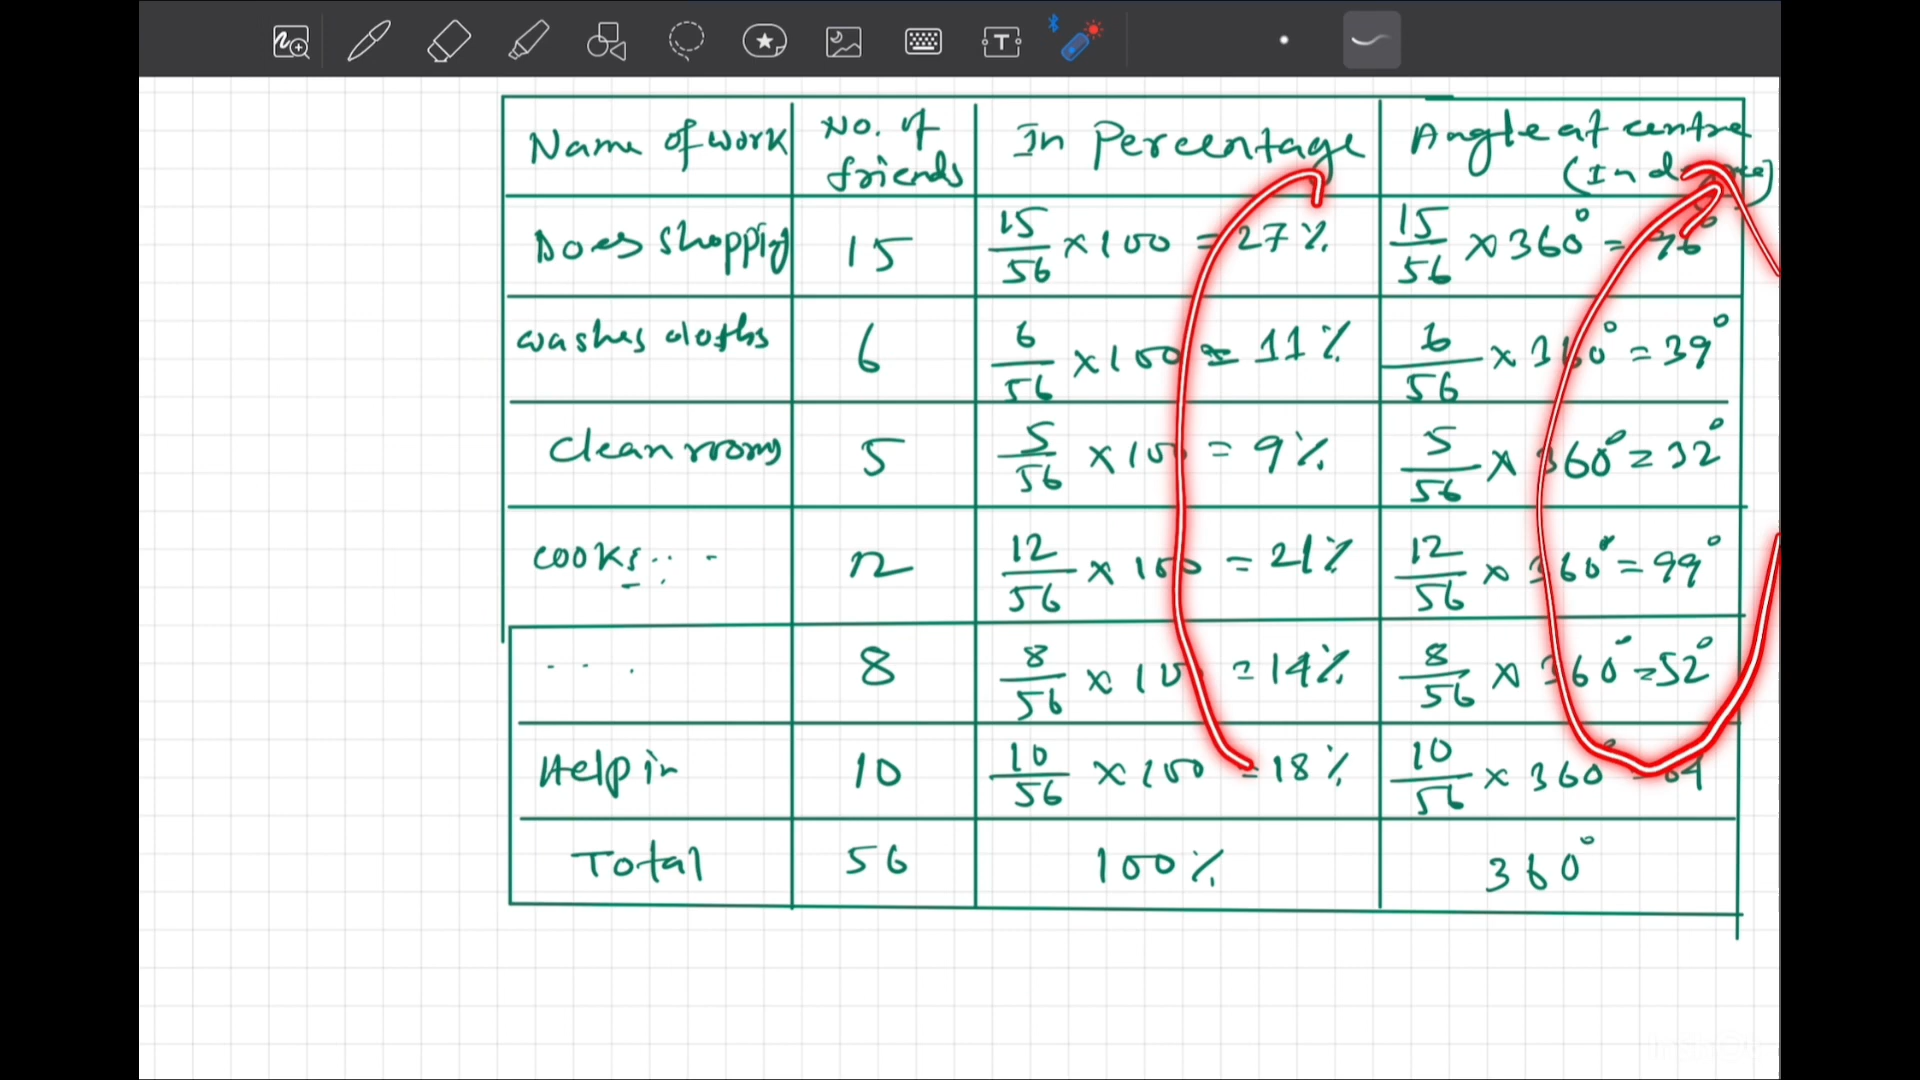 Name of work No. of friends In Percentage Angle at centre
Does shopping 15 15/56 × 100 = 27% 15/56 × 360° =
washes cloths 6 6/56 × 100 = 11% 6/56 × 360° = 39°
Clean rooms 5 5/56 × 100 = 9% 5/56 × 360° = 32°
cooks ... - 12 12/56 × 100 = 21% 12/56 × 360° = 99°
- - . 8 8/56 × 100 = 14% 8/56 × 360° = 52°
Help in 10 10/56 × 100 = 18% 10/56 × 360° =
Total 56 100% 360°